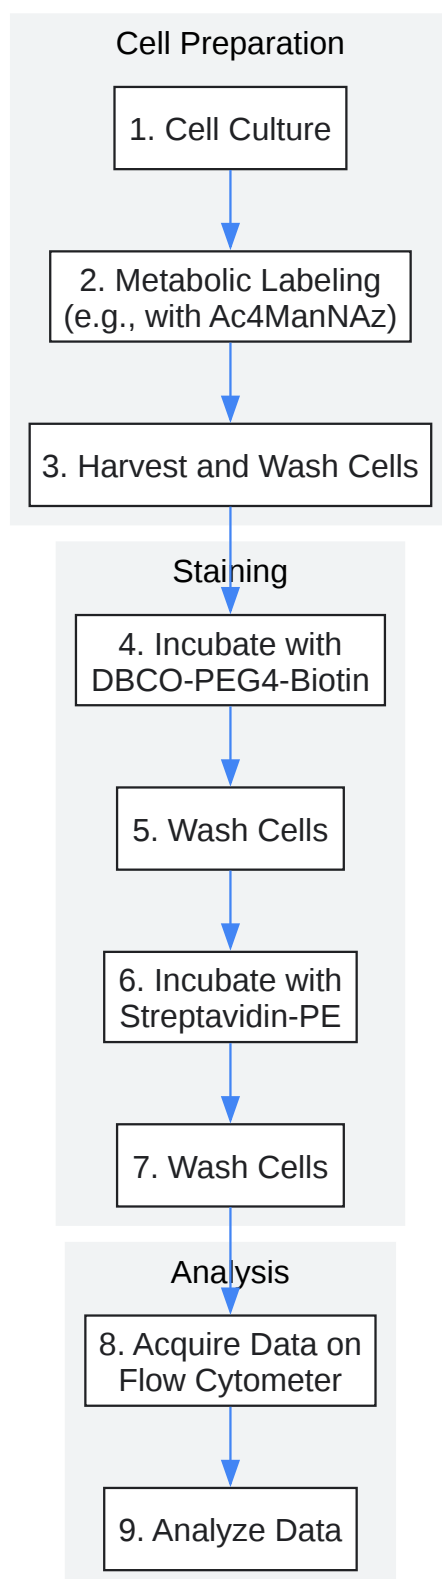 Cell Preparation
1. Cell Culture
2. Metabolic Labeling
(e.g., with Ac4ManNAz)
3. Harvest and Wash Cells
Staining
4. Incubate with
DBCO-PEG4-Biotin
5. Wash Cells
6. Incubate with
Streptavidin-PE
7. Wash Cells
Analysis
8. Acquire Data on
Flow Cytometer
9. Analyze Data